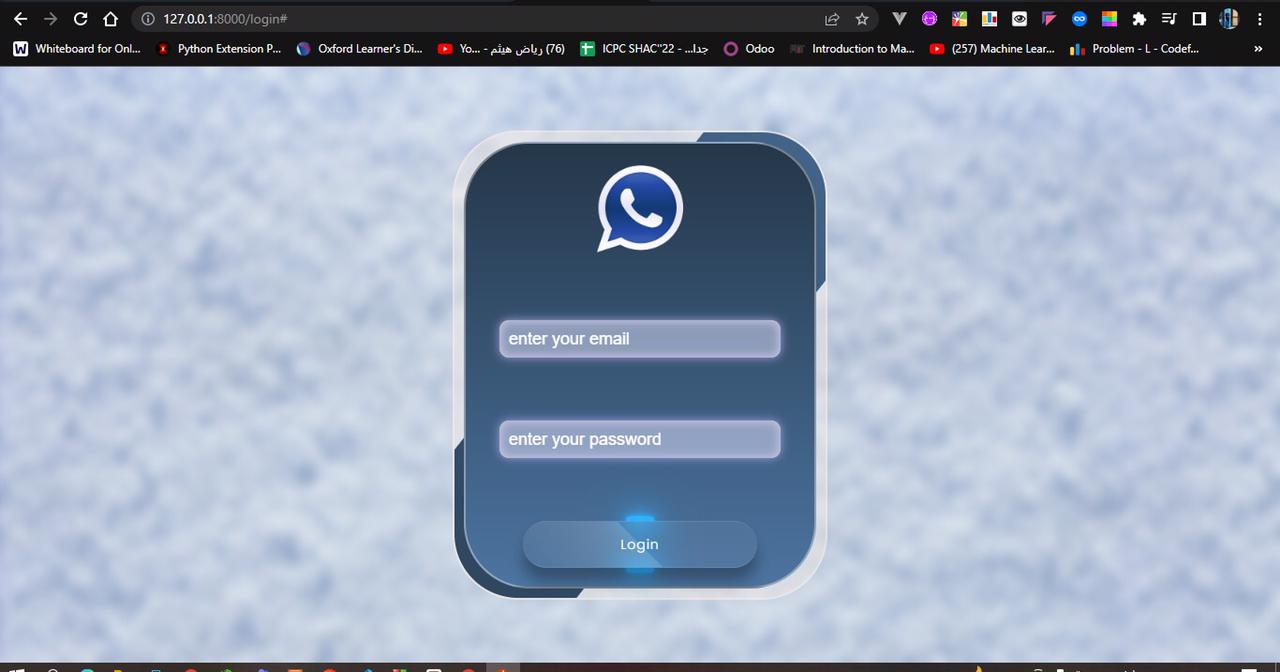 127.0.0.1:8000/login#
Whiteboard for Onl... Python Extension P... Oxford Learner's Di... Yo... - رياض هيثم (76) ICPC SHAC"22 - ...جدا Odoo Introduction to Ma... (257) Machine Lear... Problem - L - Codef... »
enter your email
enter your password
Login